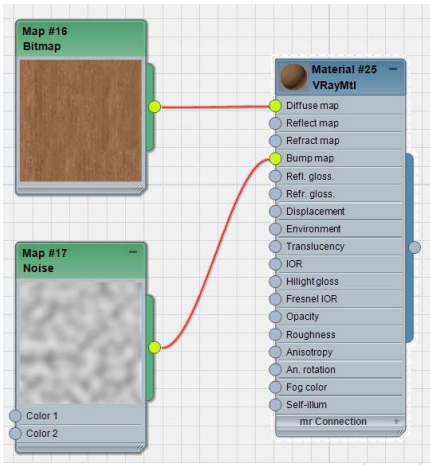 Map #16
Bitmap
Map #17
Noise
Color 1
Color 2
Material #25
VRayMtl
Diffuse map
Reflect map
Refract map
Bump map
Refl. gloss.
Refr. gloss.
Displacement
Environment
Translucency
IOR
Hilight gloss
Fresnel IOR
Opacity
Roughness
Anisotropy
An. rotation
Fog color
Self-illum
mr Connection